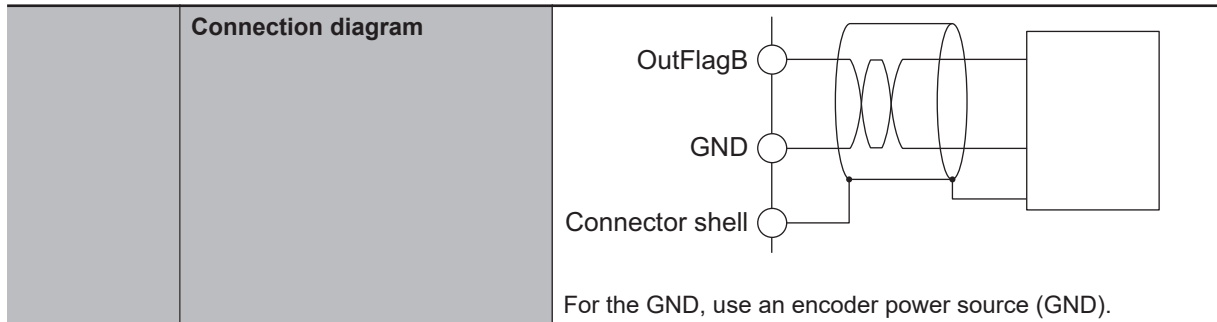 Connection diagram
OutFlagB
GND
Connector shell
For the GND, use an encoder power source (GND).